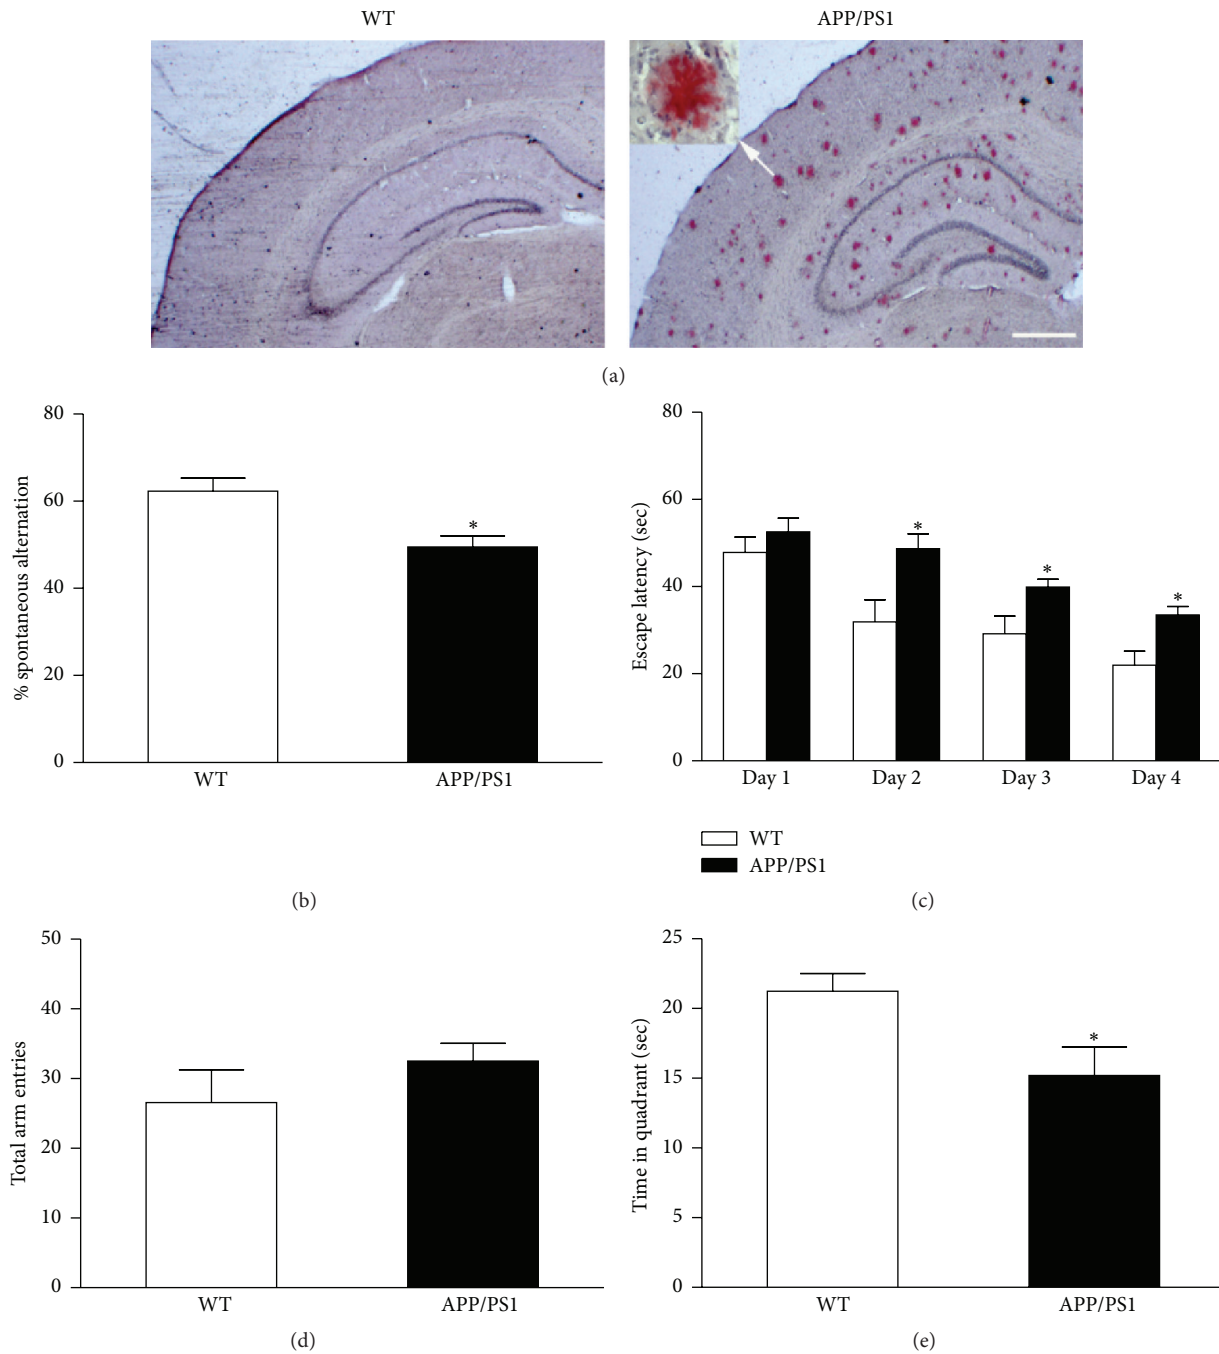 WT
APP/PS1
(a)
80
60
40
20
0
% spontaneous alternation
*
WT
APP/PS1
(b)
80
60
40
20
0
Escape latency (sec)
*
*
*
Day 1
Day 2
Day 3
Day 4
WT
APP/PS1
(c)
50
40
30
20
10
0
Total arm entries
WT
APP/PS1
(d)
25
20
15
10
5
0
Time in quadrant (sec)
*
WT
APP/PS1
(e)